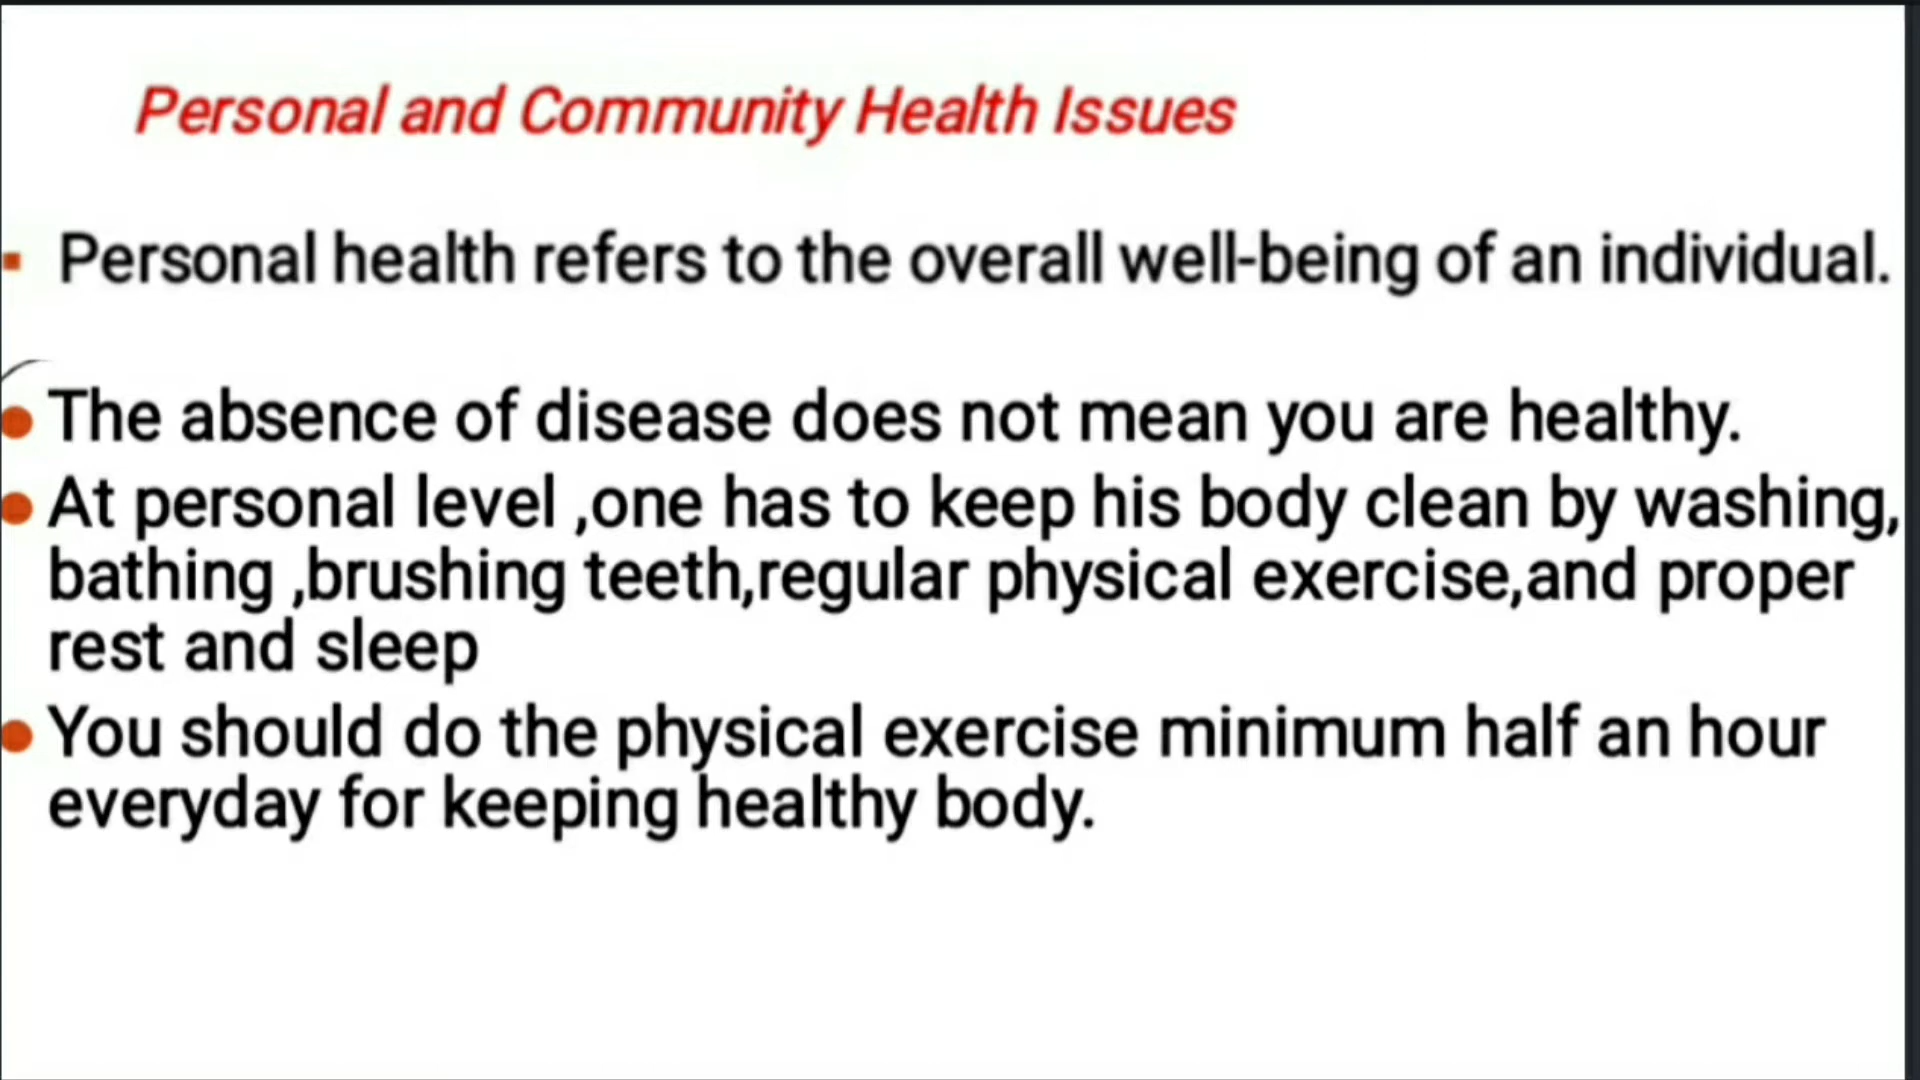 Personal and Community Health Issues
Personal health refers to the overall well-being of an individual.
The absence of disease does not mean you are healthy.
At personal level ,one has to keep his body clean by washing,
bathing ,brushing teeth,regular physical exercise,and proper
rest and sleep
You should do the physical exercise minimum half an hour
everyday for keeping healthy body.